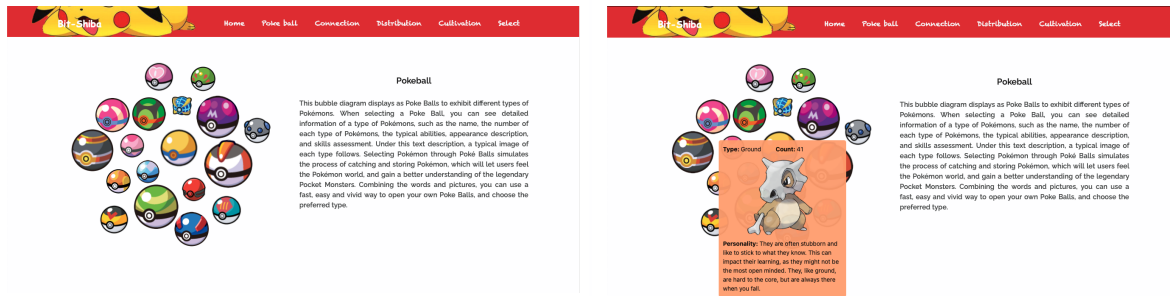 Bit-Shiba Home Poke ball Connection Distribution Cultivation Select
Pokeball
This bubble diagram displays as Poke Balls to exhibit different types of
Pokémons. When selecting a Poke Ball, you can see detailed
information of a type of Pokémons, such as the name, the number of
each type of Pokémons, the typical abilities, appearance description,
and skills assessment. Under this text description, a typical image of
each type follows. Selecting Pokémon through Poké Balls simulates
the process of catching and storing Pokémon, which will let users feel
the Pokémon world, and gain a better understanding of the legendary
Pocket Monsters. Combining the words and pictures, you can use a
fast, easy and vivid way to open your own Poke Balls, and choose the
preferred type.
Bit-Shiba Home Poke ball Connection Distribution Cultivation Select
Pokeball
This bubble diagram displays as Poke Balls to exhibit different types of
Pokémons. When selecting a Poke Ball, you can see detailed
information of a type of Pokémons, such as the name, the number of
each type of Pokémons, the typical abilities, appearance description,
and skills assessment. Under this text description, a typical image of
each type follows. Selecting Pokémon through Poké Balls simulates
the process of catching and storing Pokémon, which will let users feel
the Pokémon world, and gain a better understanding of the legendary
Pocket Monsters. Combining the words and pictures, you can use a
fast, easy and vivid way to open your own Poke Balls, and choose the
preferred type.
Type: Ground Count: 41
Personality: They are often stubborn and
like to stick to what they know. This can
impact their learning, as they might not be
the most open minded. They, like ground,
are hard to the core, but are always there
when you fall.